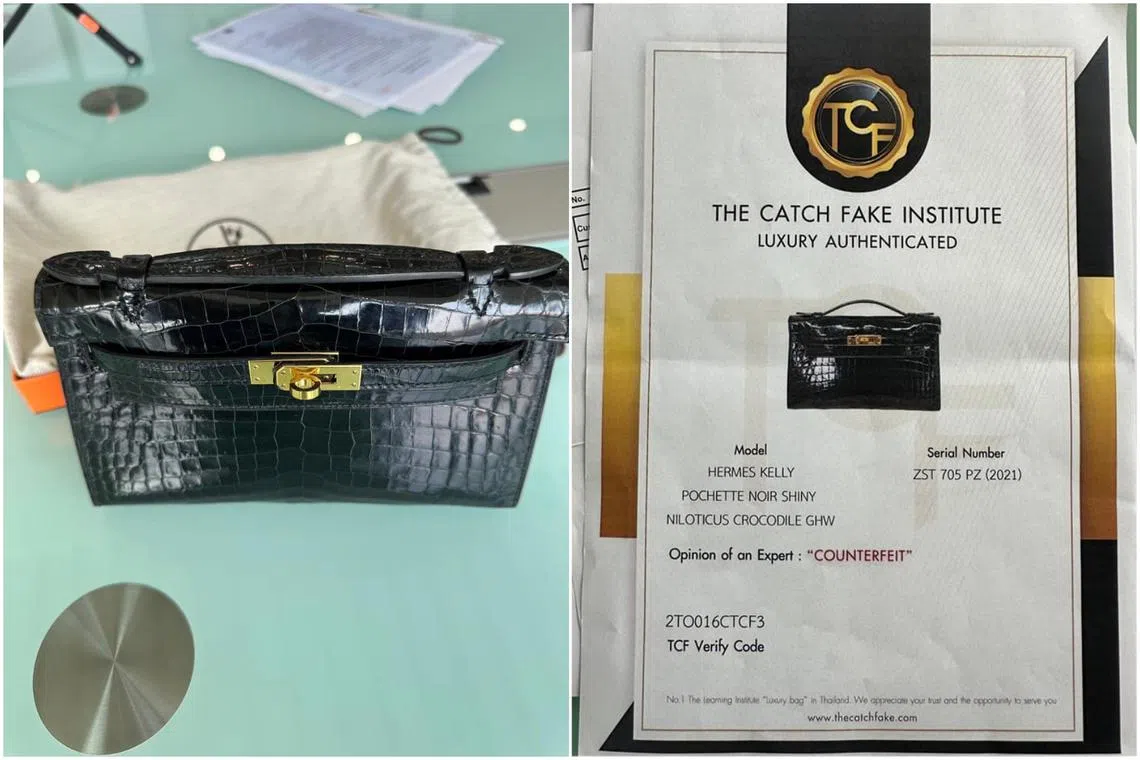 No.
TCF
THE CATCH FAKE INSTITUTE
LUXURY AUTHENTICATED
Model
HERMES KELLY
POCHETTE NOIR SHINY
NILOTICUS CROCODILE GHW
Serial Number
ZST 705 PZ (2021)
Opinion of an Expert : "COUNTERFEIT"
2TO016CTCF3
TCF Verify Code
No.1 The Learning Institute "Luxury bag" in Thailand. We appreciate your trust and the opportunity to serve you
www.thecatchfake.com